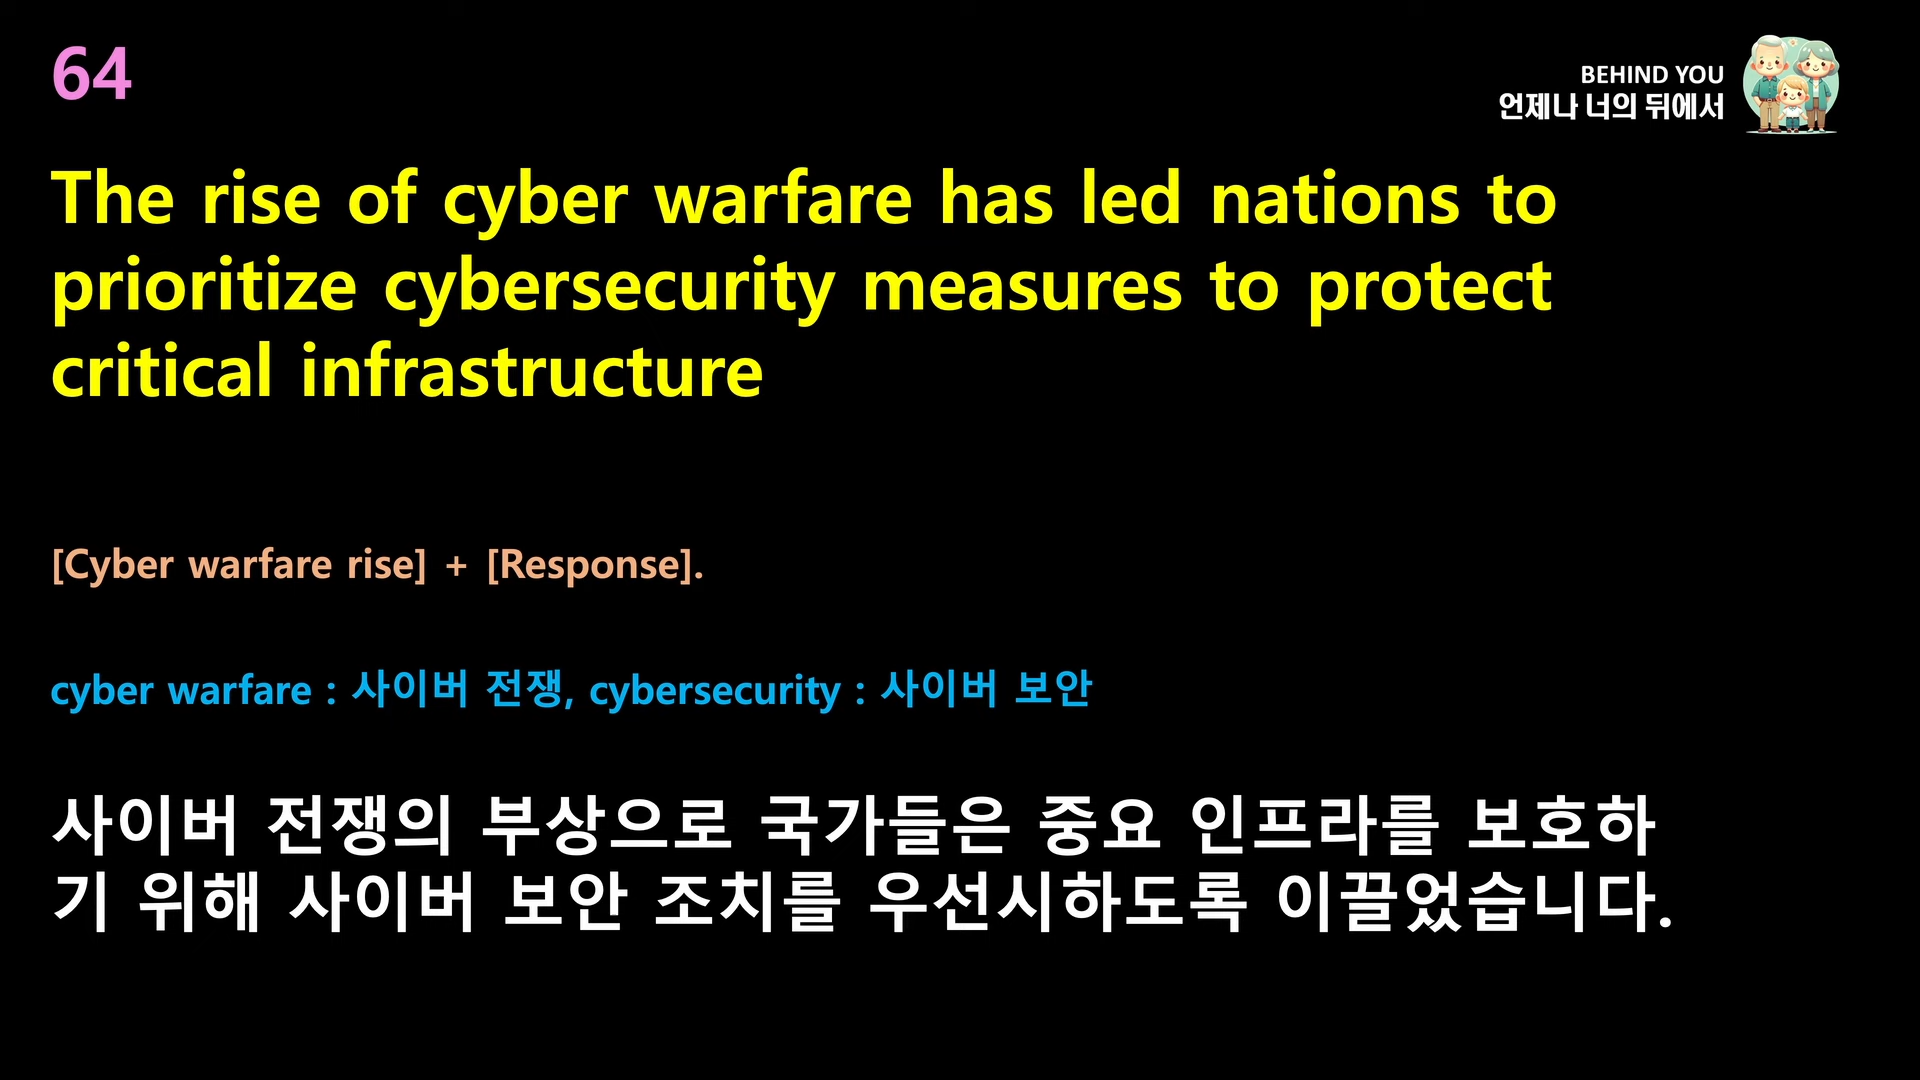 64
BEHIND YOU
언제나 너의 뒤에서
The rise of cyber warfare has led nations to
prioritize cybersecurity measures to protect
critical infrastructure
[Cyber warfare rise] + [Response].
cyber warfare : 사이버 전쟁, cybersecurity : 사이버 보안
사이버 전쟁의 부상으로 국가들은 중요 인프라를 보호하
기 위해 사이버 보안 조치를 우선시하도록 이끌었습니다.